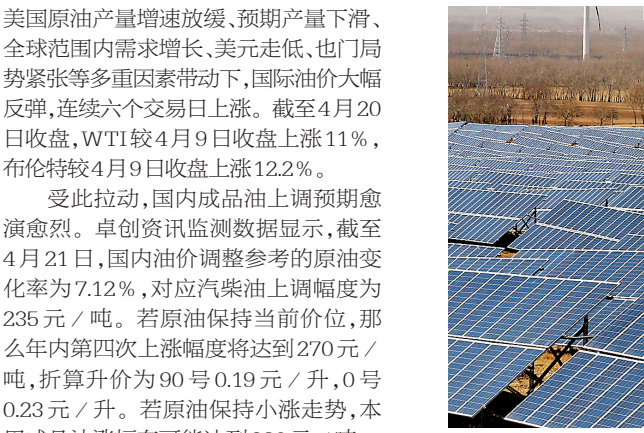 美国原油产量增速放缓、预期产量下滑、
全球范围内需求增长、美元走低、也门局
势紧张等多重因素带动下,国际油价大幅
反弹,连续六个交易日上涨。截至4月20
日收盘,WTI较4月9日收盘上涨11%,
布伦特较4月9日收盘上涨12.2%。
受此拉动,国内成品油上调预期愈
演愈烈。卓创资讯监测数据显示,截至
4月21日,国内油价调整参考的原油变
化率为7.12%,对应汽柴油上调幅度为
235元/吨。若原油保持当前价位,那
么年内第四次上涨幅度将达到270元/
吨,折算升价为90号0.19元/升,0号
0.23元/升。若原油保持小涨走势,本